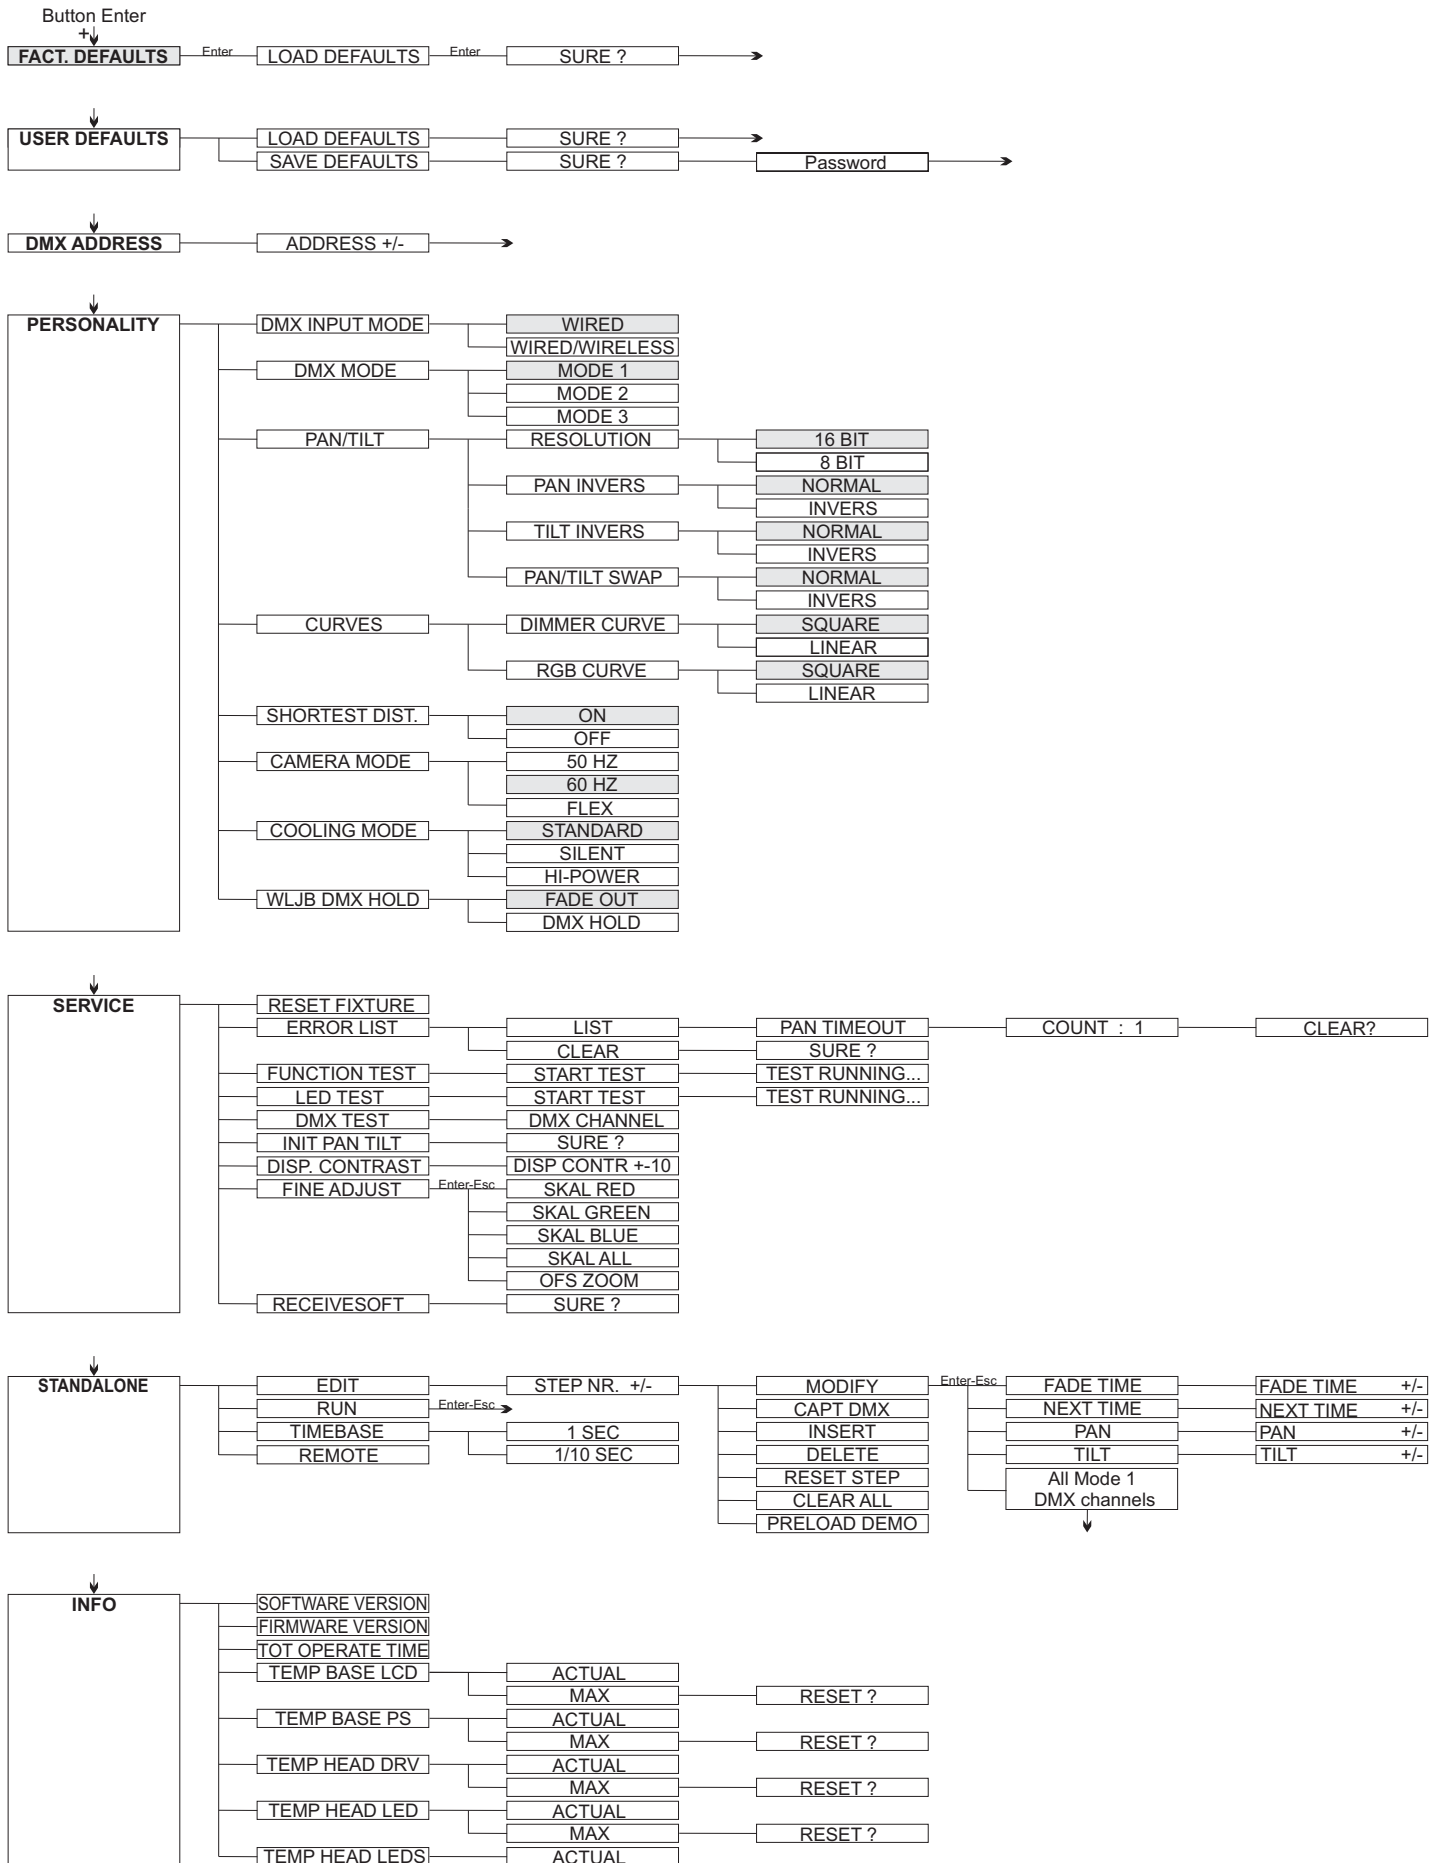 Button Enter
+
FACT. DEFAULTS Enter LOAD DEFAULTS Enter SURE ?
USER DEFAULTS LOAD DEFAULTS SURE ?
SAVE DEFAULTS SURE ? Password
DMX ADDRESS ADDRESS +/-
PERSONALITY DMX INPUT MODE WIRED
WIRED/WIRELESS
DMX MODE MODE 1
MODE 2
MODE 3
PAN/TILT RESOLUTION 16 BIT
8 BIT
PAN INVERS NORMAL
INVERS
TILT INVERS NORMAL
INVERS
PAN/TILT SWAP NORMAL
INVERS
CURVES DIMMER CURVE SQUARE
LINEAR
RGB CURVE SQUARE
LINEAR
SHORTEST DIST. ON
OFF
CAMERA MODE 50 HZ
60 HZ
FLEX
COOLING MODE STANDARD
SILENT
HI-POWER
WLJB DMX HOLD FADE OUT
DMX HOLD
SERVICE RESET FIXTURE
ERROR LIST LIST PAN TIMEOUT COUNT : 1 CLEAR?
CLEAR SURE ?
FUNCTION TEST START TEST TEST RUNNING...
LED TEST START TEST TEST RUNNING...
DMX TEST DMX CHANNEL
INIT PAN TILT SURE ?
DISP. CONTRAST DISP CONTR +-10
FINE ADJUST Enter-Esc SKAL RED
SKAL GREEN
SKAL BLUE
SKAL ALL
OFS ZOOM
RECEIVESOFT SURE ?
STANDALONE EDIT STEP NR. +/- MODIFY Enter-Esc FADE TIME FADE TIME +/-
RUN Enter-Esc CAPT DMX NEXT TIME NEXT TIME +/-
TIMEBASE 1 SEC INSERT PAN PAN +/-
REMOTE 1/10 SEC DELETE TILT TILT +/-
RESET STEP All Mode 1
CLEAR ALL DMX channels
PRELOAD DEMO
INFO SOFTWARE VERSION
FIRMWARE VERSION
TOT OPERATE TIME
TEMP BASE LCD ACTUAL
MAX RESET ?
TEMP BASE PS ACTUAL
MAX RESET ?
TEMP HEAD DRV ACTUAL
MAX RESET ?
TEMP HEAD LED ACTUAL
MAX RESET ?
TEMP HEAD LEDS ACTUAL